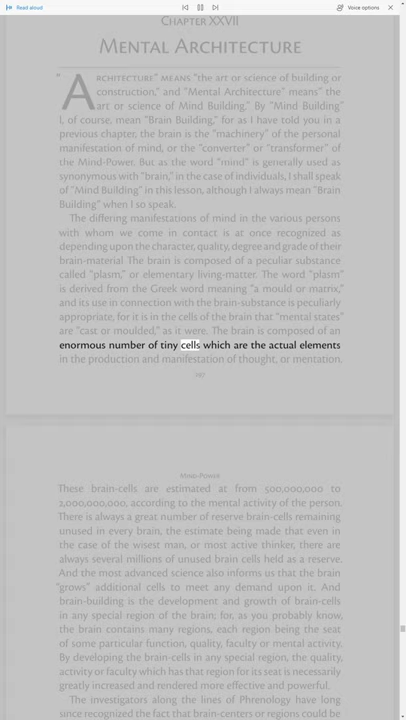 Read aloud
Voice options
CHAPTER XXVII
MENTAL ARCHITECTURE
"ARCHITECTURE" MEANS "the art or science of building or
construction," and "Mental Architecture" means" the
art or science of Mind Building." By "Mind Building"
I, of course, mean "Brain Building," for as I have told you in a
previous chapter, the brain is the "machinery" of the personal
manifestation of mind, or the "converter" or "transformer" of
the Mind-Power. But as the word "mind" is generally used as
synonymous with "brain," in the case of individuals, I shall speak
of "Mind Building" in this lesson, although I always mean "Brain
Building" when I so speak.
The differing manifestations of mind in the various persons
with whom we come in contact is at once recognized as
depending upon the character, quality, degree and grade of their
brain-material The brain is composed of a peculiar substance
called "plasm," or elementary living-matter. The word "plasm"
is derived from the Greek word meaning "a mould or matrix,"
and its use in connection with the brain-substance is peculiarly
appropriate, for it is in the cells of the brain that "mental states"
are "cast or moulded," as it were. The brain is composed of an
enormous number of tiny cells which are the actual elements
in the production and manifestation of thought, or mentation.
197
MIND-POWER
These brain-cells are estimated at from 500,000,000 to
2,000,000,000, according to the mental activity of the person.
There is always a great number of reserve brain-cells remaining
unused in every brain, the estimate being made that even in
the case of the wisest man, or most active thinker, there are
always several millions of unused brain cells held as a reserve.
And the most advanced science also informs us that the brain
"grows" additional cells to meet any demand upon it. And
brain-building is the development and growth of brain-cells
in any special region of the brain; for, as you probably know,
the brain contains many regions, each region being the seat
of some particular function, quality, faculty or mental activity.
By developing the brain-cells in any special region, the quality,
activity or faculty which has that region for its seat is necessarily
greatly increased and rendered more effective and powerful.
The investigators along the lines of Phrenology have long
since recognized the fact that brain-centers or regions could be